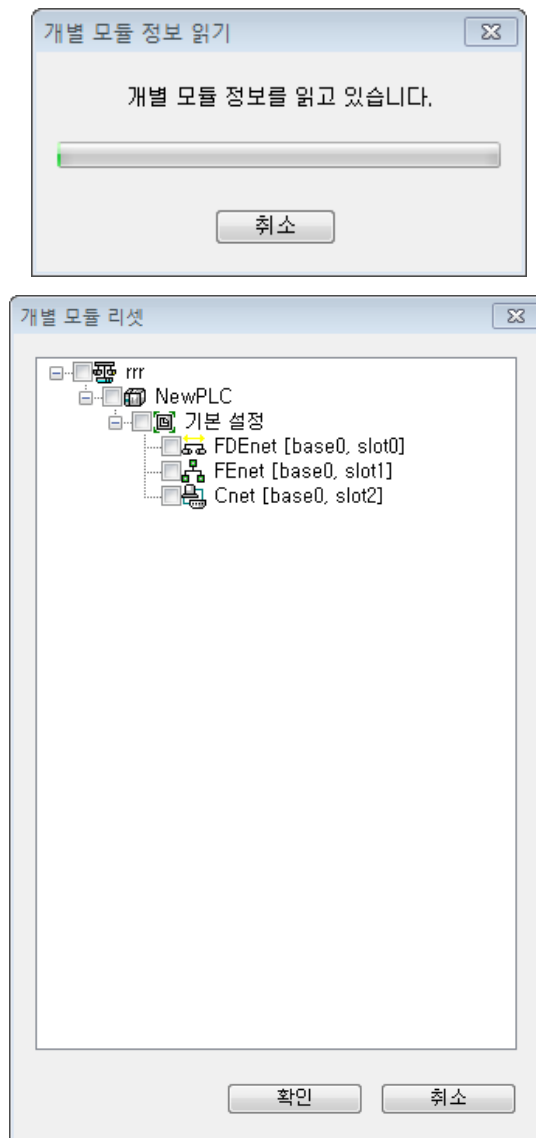 개별 모듈 정보 읽기
개별 모듈 정보를 읽고 있습니다.
취소
개별 모듈 리셋
rrr
NewPLC
기본 설정
FDEnet [base0, slot0]
FEnet [base0, slot1]
Cnet [base0, slot2]
확인 취소